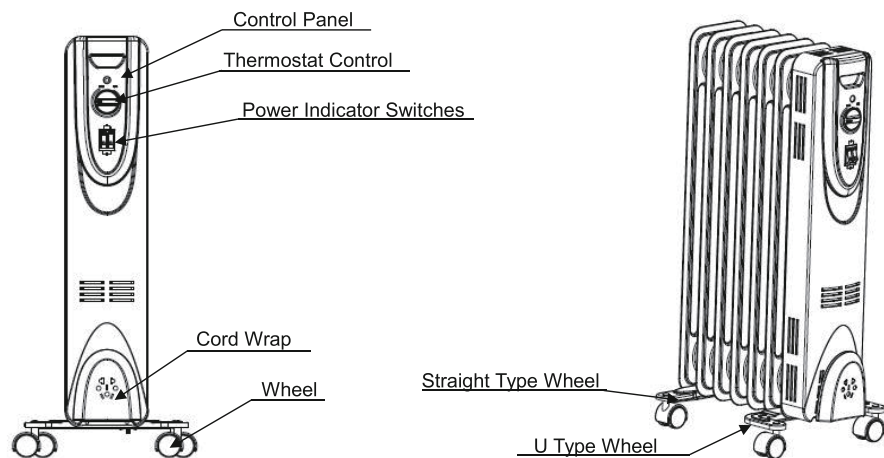 Control Panel
Thermostat Control
Power Indicator Switches
Cord Wrap
Wheel
Straight Type Wheel
U Type Wheel